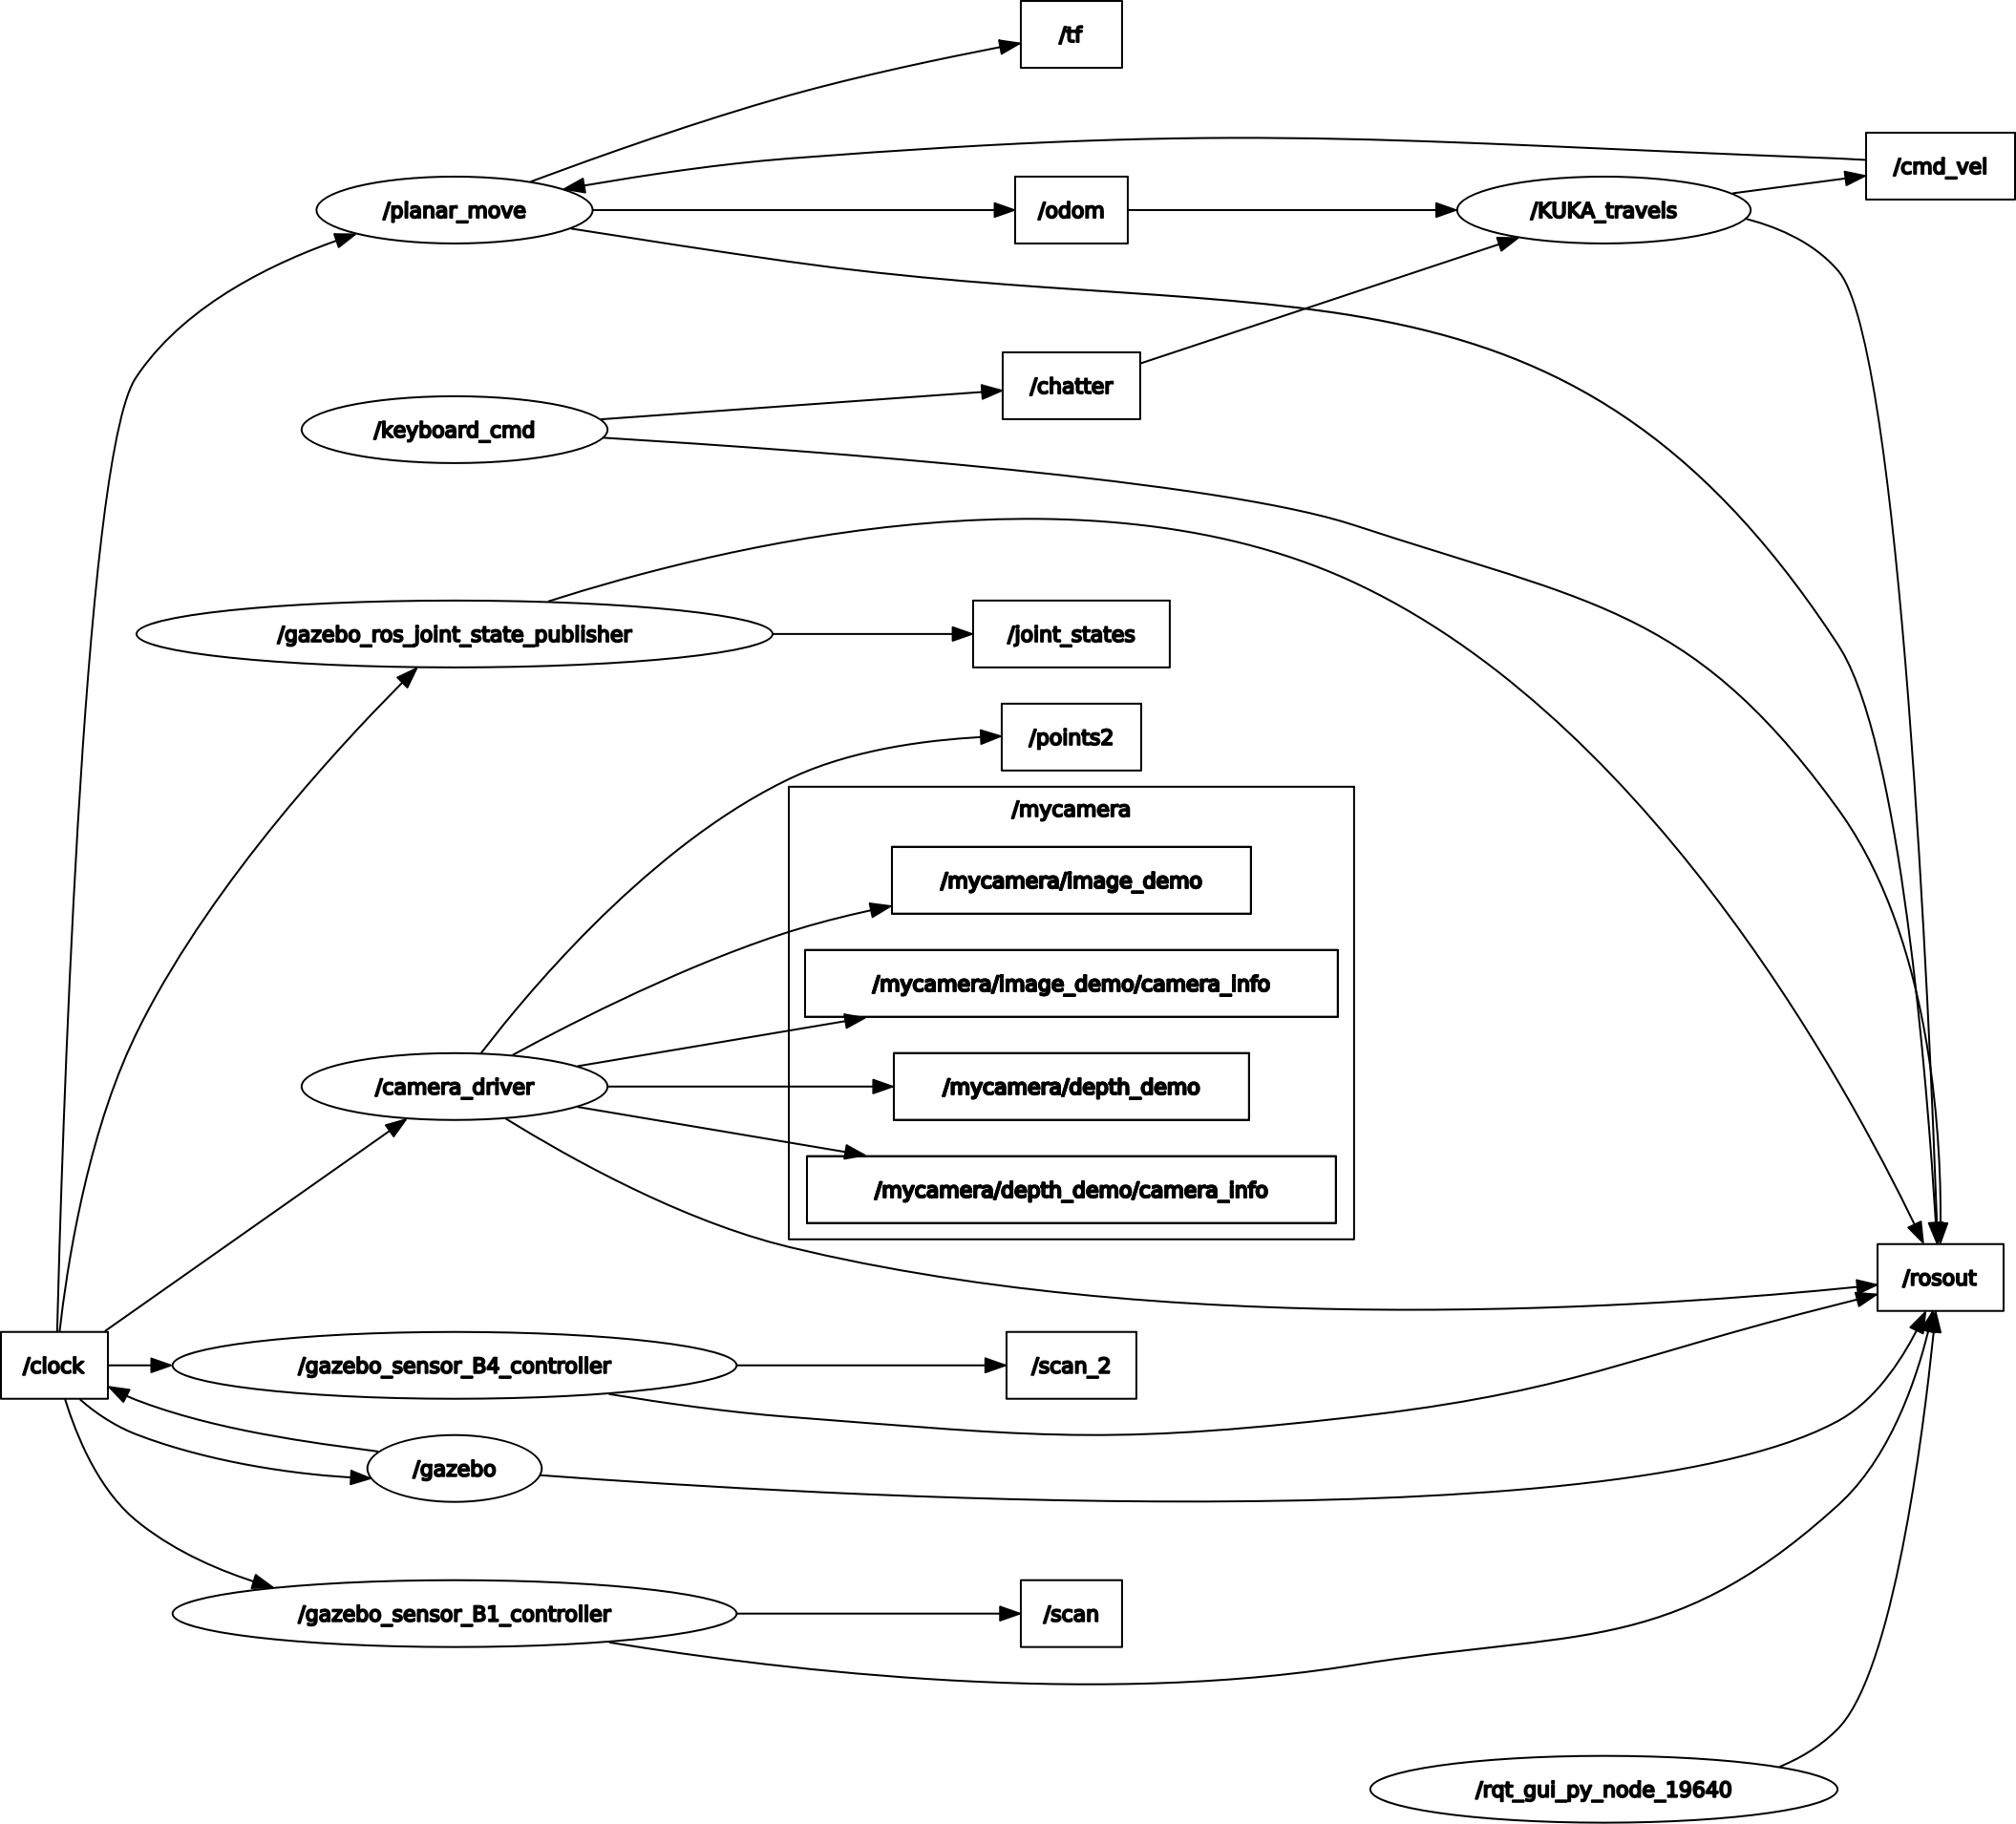 /tf
/cmd_vel
/planar_move
/odom
/KUKA_travels
/chatter
/keyboard_cmd
/gazebo_ros_joint_state_publisher
/joint_states
/points2
/mycamera
/mycamera/image_demo
/mycamera/image_demo/camera_info
/camera_driver
/mycamera/depth_demo
/mycamera/depth_demo/camera_info
/rosout
/clock
/gazebo_sensor_B4_controller
/scan_2
/gazebo
/gazebo_sensor_B1_controller
/scan
/rqt_gui_py_node_19640